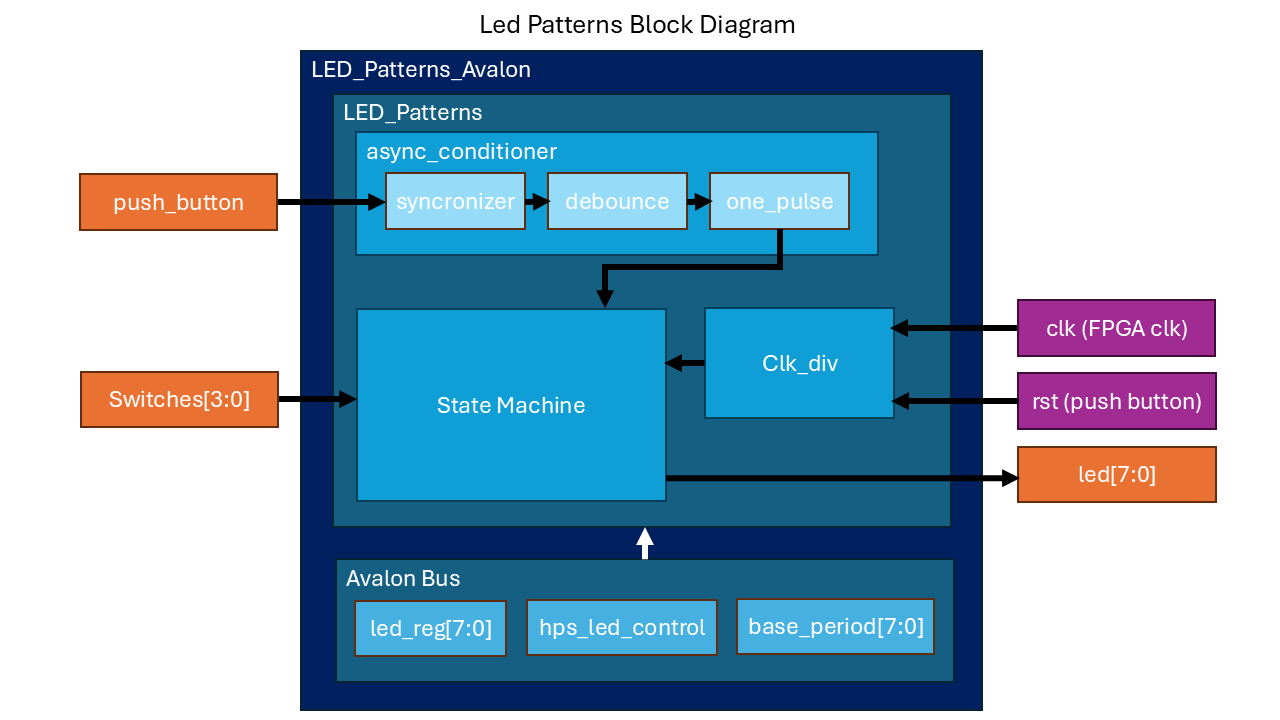 Led Patterns Block Diagram
LED_Patterns_Avalon
LED_Patterns
async_conditioner
push_button
syncronizer
debounce
one_pulse
clk (FPGA clk)
Clk_div
Switches[3:0]
State Machine
rst (push button)
led[7:0]
Avalon Bus
led_reg[7:0]
hps_led_control
base_period[7:0]